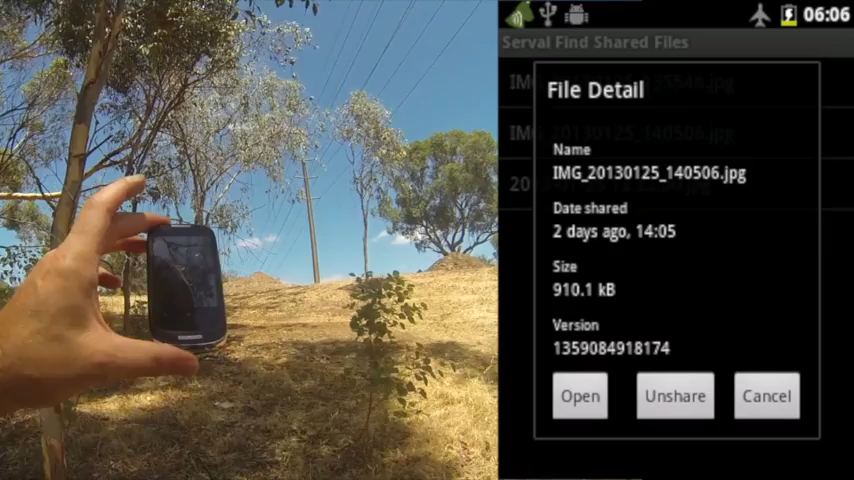 06:06
Serval Find Shared Files
File Detail
Name
IMG_20130125_140506.jpg
Date shared
2 days ago, 14:05
Size
910.1 kB
Version
1359084918174
Open
Unshare
Cancel